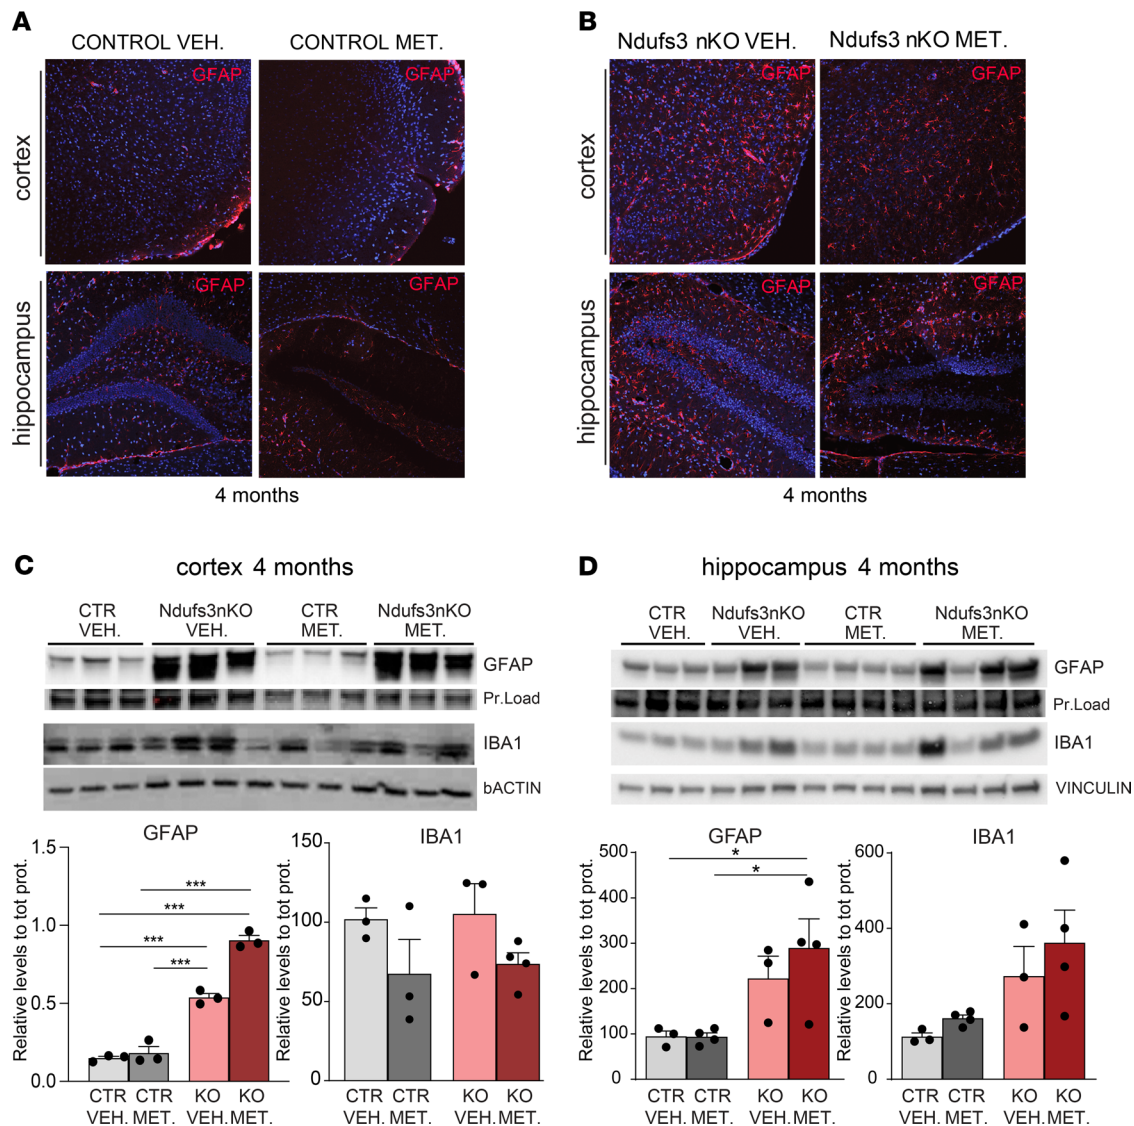 A
CONTROL VEH.
CONTROL MET.
GFAP
GFAP
cortex
GFAP
GFAP
hippocampus
4 months
B
Ndufs3 nKO VEH.
Ndufs3 nKO MET.
GFAP
GFAP
cortex
GFAP
GFAP
hippocampus
4 months
C
cortex 4 months
CTR
VEH.
Ndufs3nKO
VEH.
CTR
MET.
Ndufs3nKO
MET.
GFAP
Pr.Load
IBA1
bACTIN
GFAP
Relative levels to tot prot.
1.5
1.0
0.5
0.0
***
***
***
***
CTR
VEH.
CTR
MET.
KO
VEH.
KO
MET.
IBA1
Relative levels to tot prot.
150
100
50
0
CTR
VEH.
CTR
MET.
KO
VEH.
KO
MET.
D
hippocampus 4 months
CTR
VEH.
Ndufs3nKO
VEH.
CTR
MET.
Ndufs3nKO
MET.
GFAP
Pr.Load
IBA1
VINCULIN
GFAP
Relative levels to tot prot.
500
400
300
200
100
0
*
*
CTR
VEH.
CTR
MET.
KO
VEH.
KO
MET.
IBA1
Relative levels to tot prot.
600
400
200
0
CTR
VEH.
CTR
MET.
KO
VEH.
KO
MET.